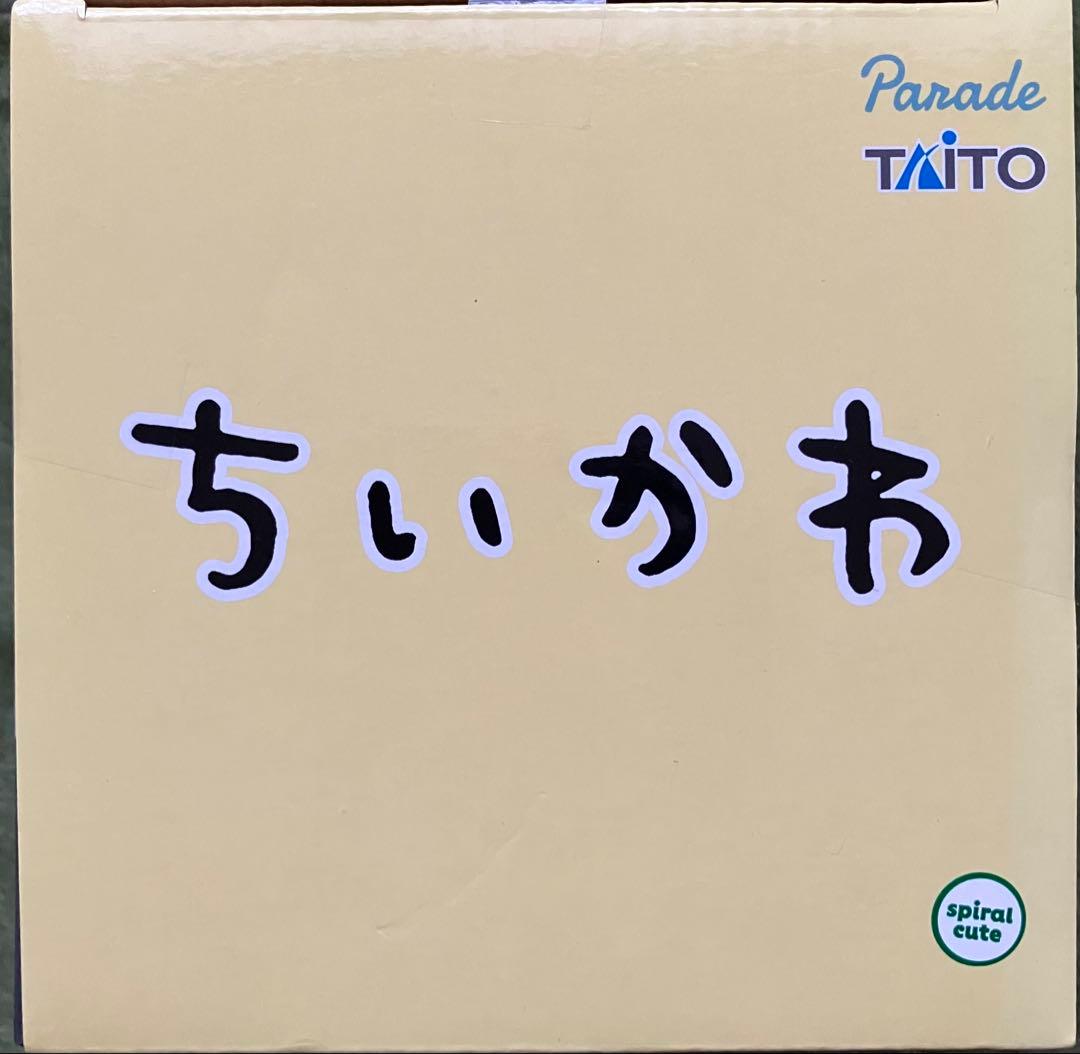 Parade
TAiTO
ちいかわ
spiral
cute